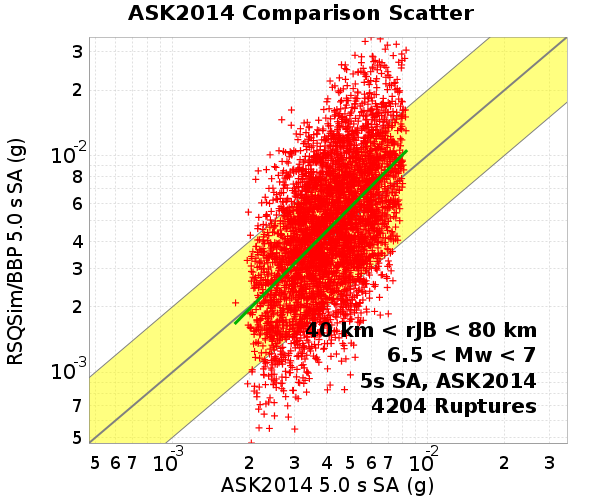 ASK2014 Comparison Scatter
3
2
10-2
8
6
4
3
2
10-3
7
5
RSQSim/BBP 5.0 s SA (g)
40 km < rJB < 80 km
6.5 < Mw < 7
5s SA, ASK2014
4204 Ruptures
5 6 7 10-3 2 3 4 5 6 7 10-2 2 3
ASK2014 5.0 s SA (g)